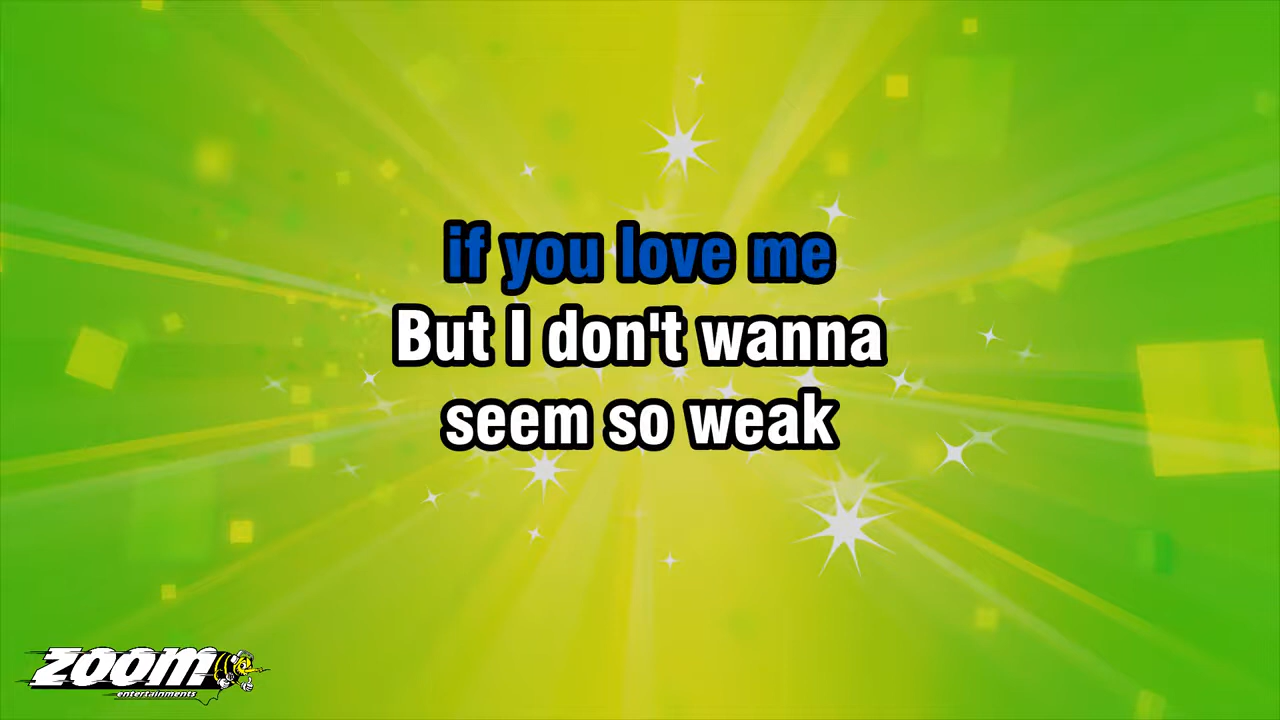 if you love me
But I don't wanna
seem so weak
ZOOM
entertainments